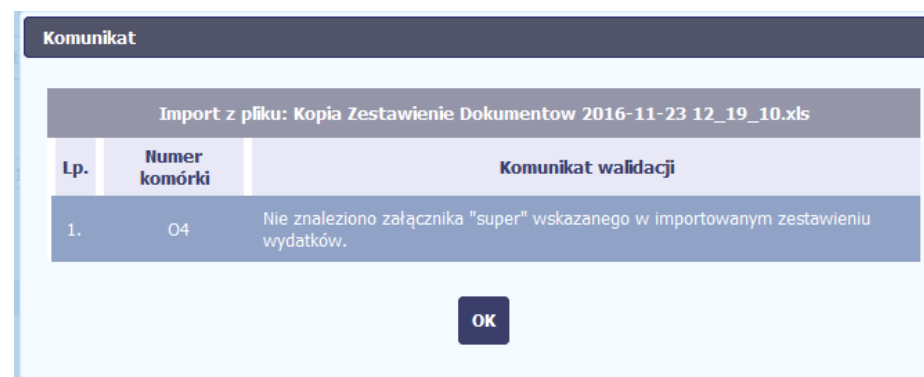 Komunikat
Import z pliku: Kopia Zestawienie Dokumentow 2016-11-23 12_19_10.xls
Lp.
Numer
komórki
Komunikat walidacji
1.
O4
Nie znaleziono załącznika "super" wskazanego w importowanym zestawieniu
wydatków.
OK